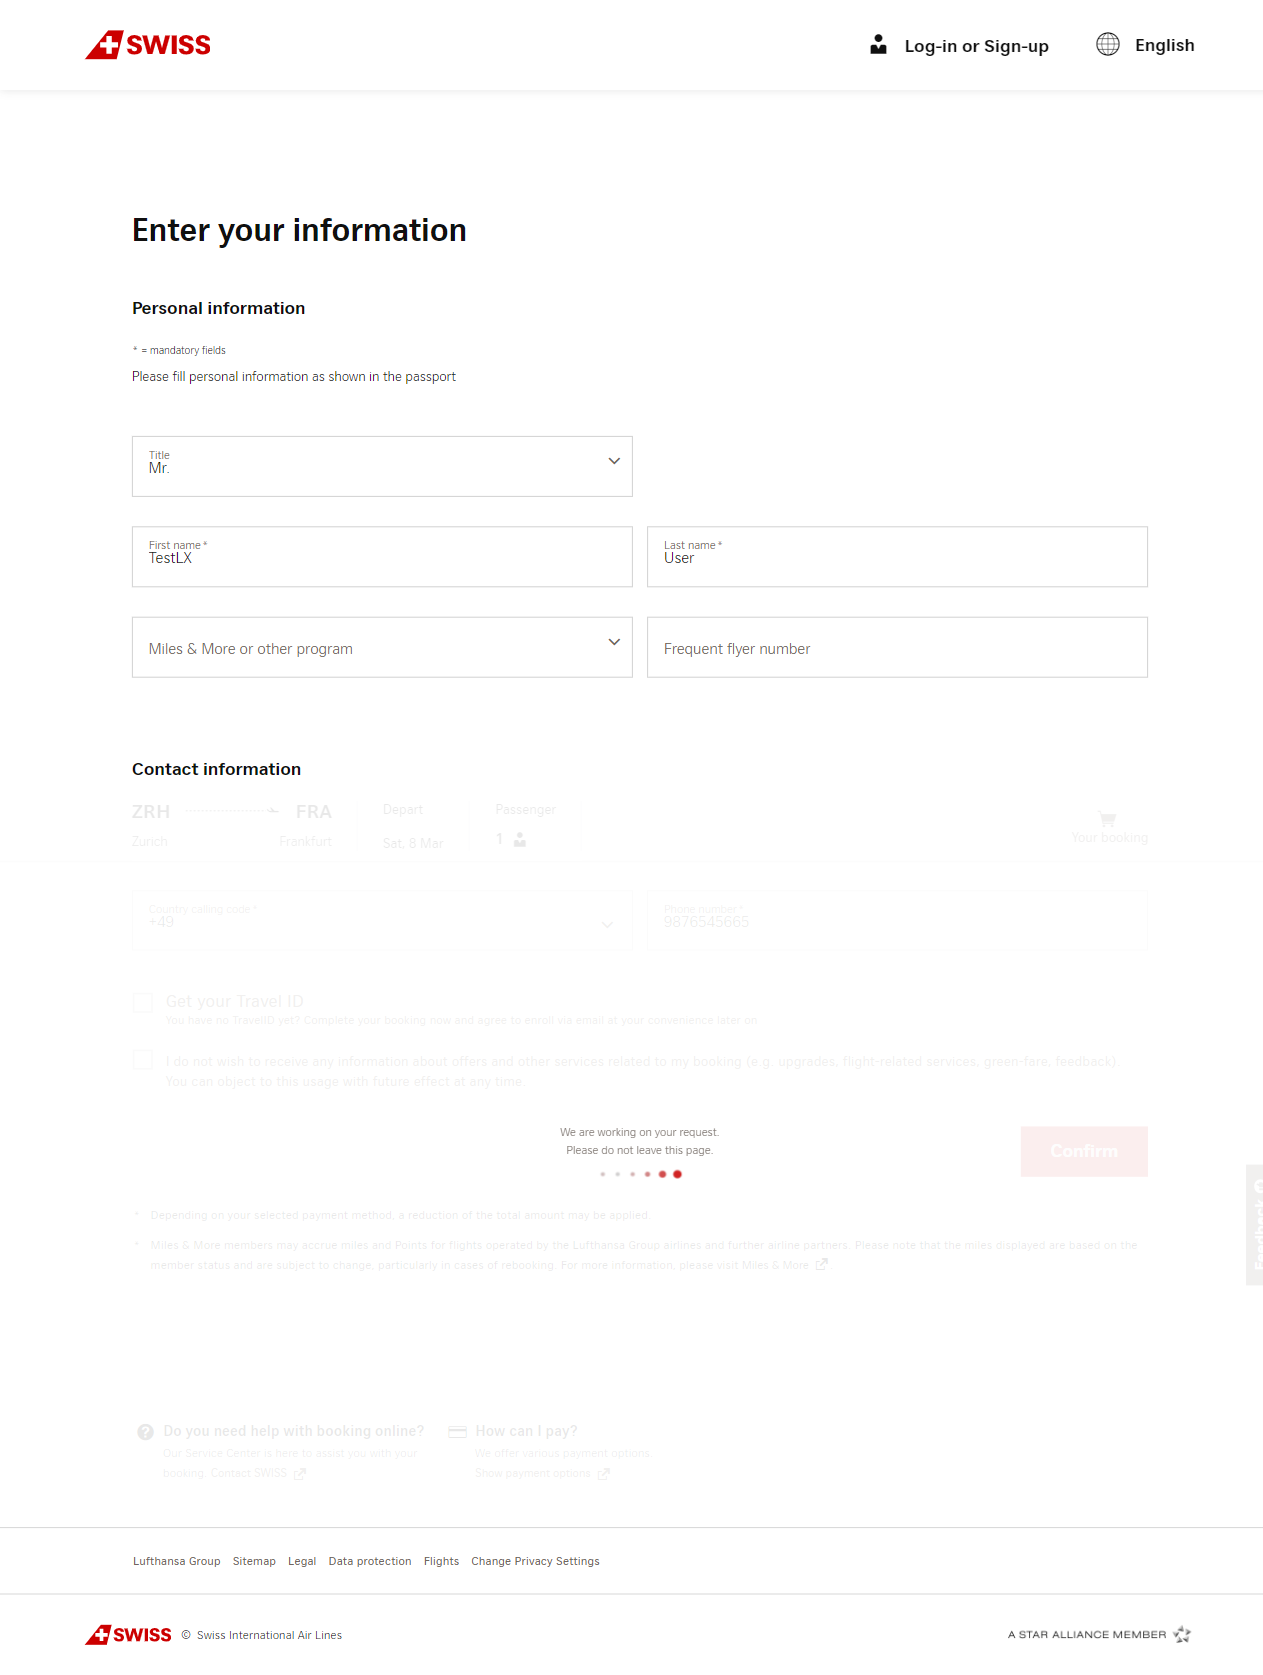 SWISS
Log-in or Sign-up
English
Enter your information
Personal information
* = mandatory fields
Please fill personal information as shown in the passport
Title
Mr.
First name *
TestLX
Last name *
User
Miles & More or other program
Frequent flyer number
Contact information
ZRH
FRA
Zurich
Frankfurt
Depart
Sat. 8 Mar
Passenger
1
Your booking
Country calling code *
+49
Phone number *
9876545665
Get your Travel ID
You have no TravelID yet? Complete your booking now and agree to enroll via email at your convenience later on
I do not wish to receive any information about offers and other services related to my booking (e.g. upgrades, flight-related services, green-fare, feedback).
You can object to this usage with future effect at any time.
We are working on your request.
Please do not leave this page.
Confirm
Feedback
* Depending on your selected payment method, a reduction of the total amount may be applied
* Miles & More members may accrue miles and Points for flights operated by the Lufthansa Group airlines and further airline partners. Please note that the miles displayed are based on the
member status and are subject to change, particularly in cases of rebooking. For more information, please visit Miles & More
Do you need help with booking online?
Our Service Center is here to assist you with your
booking. Contact SWISS
How can I pay?
We offer various payment options.
Show payment options
Lufthansa Group Sitemap Legal Data protection Flights Change Privacy Settings
SWISS © Swiss International Air Lines
A STAR ALLIANCE MEMBER